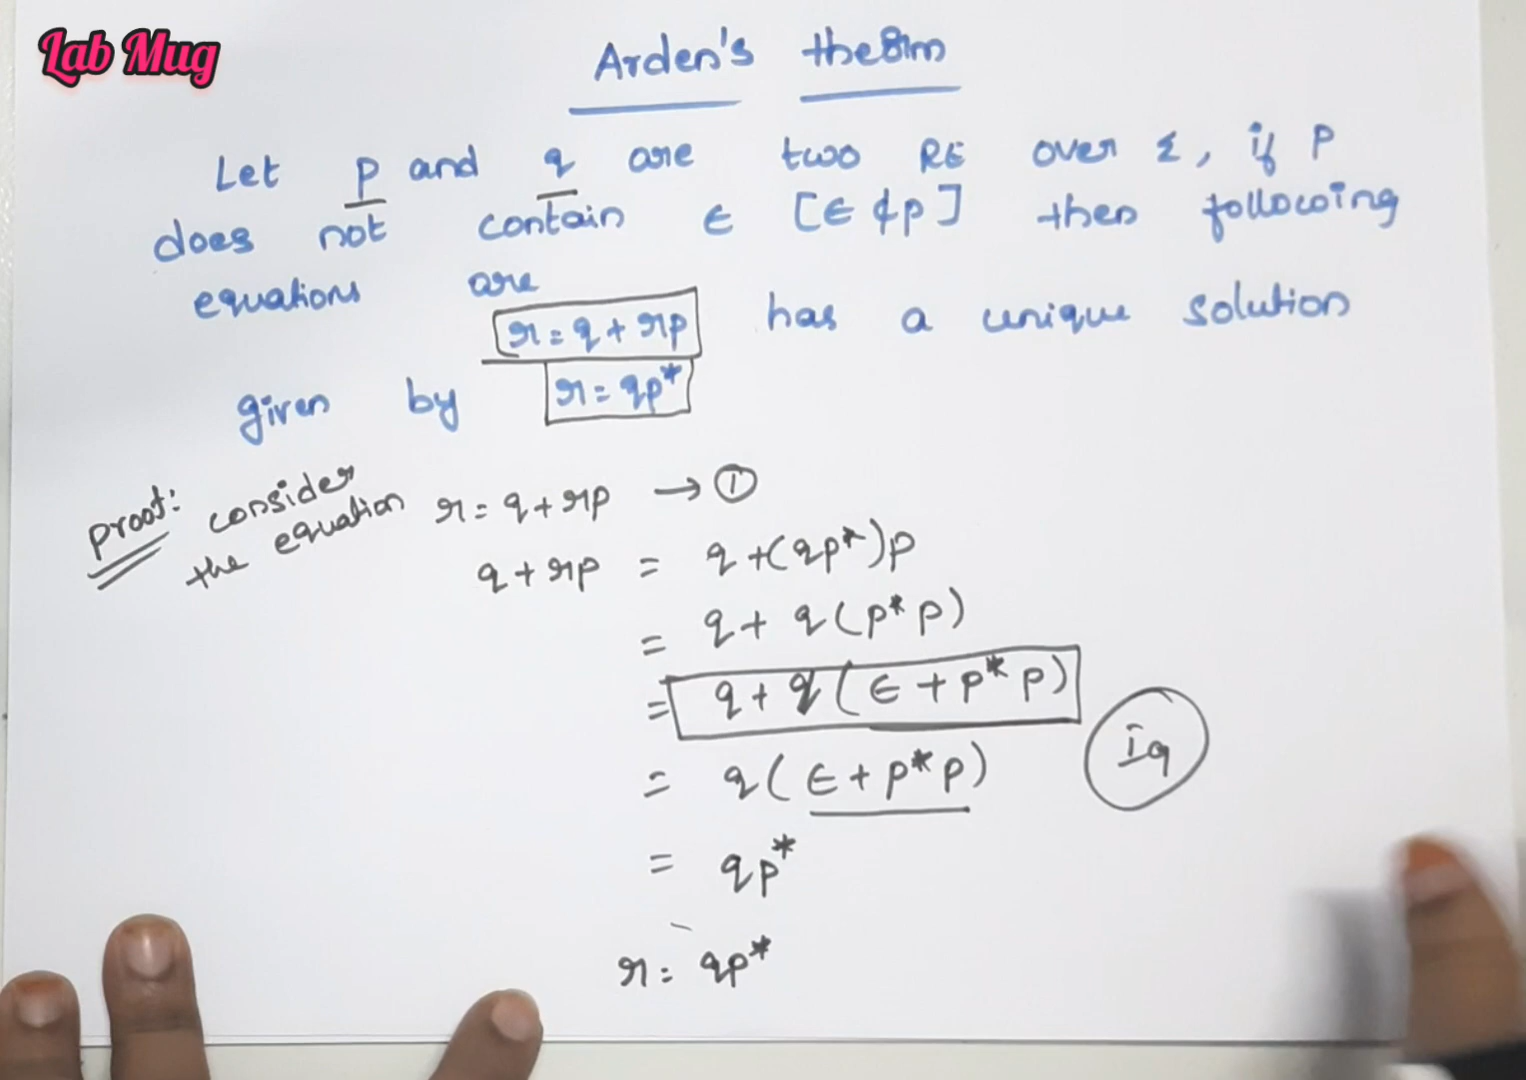 Lab Mug
Arden's theorm
Let p and q are two RE over Σ, if P
does not contain ϵ [ϵ ∉ p] then following
equations are
r = q + rp has a unique solution
given by r = qp*
proof: consider
the equation r = q + rp → ①
q + rp = q + (qp*)p
= q + q(p* p)
= q + q(ϵ + p* p)
= q(ϵ + p* p)
= qp*
r = qp*